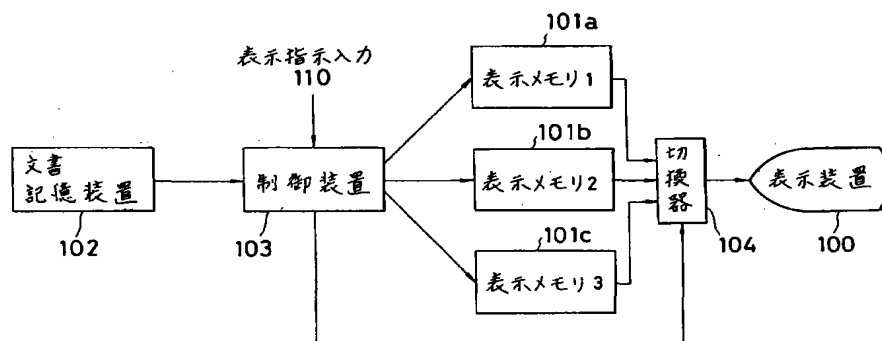 101a
表示指示入力
110
表示メモリ1
101b
文書
記憶装置
制御装置
表示メモリ2
切換器
表示装置
102
103
101c
104
100
表示メモリ3